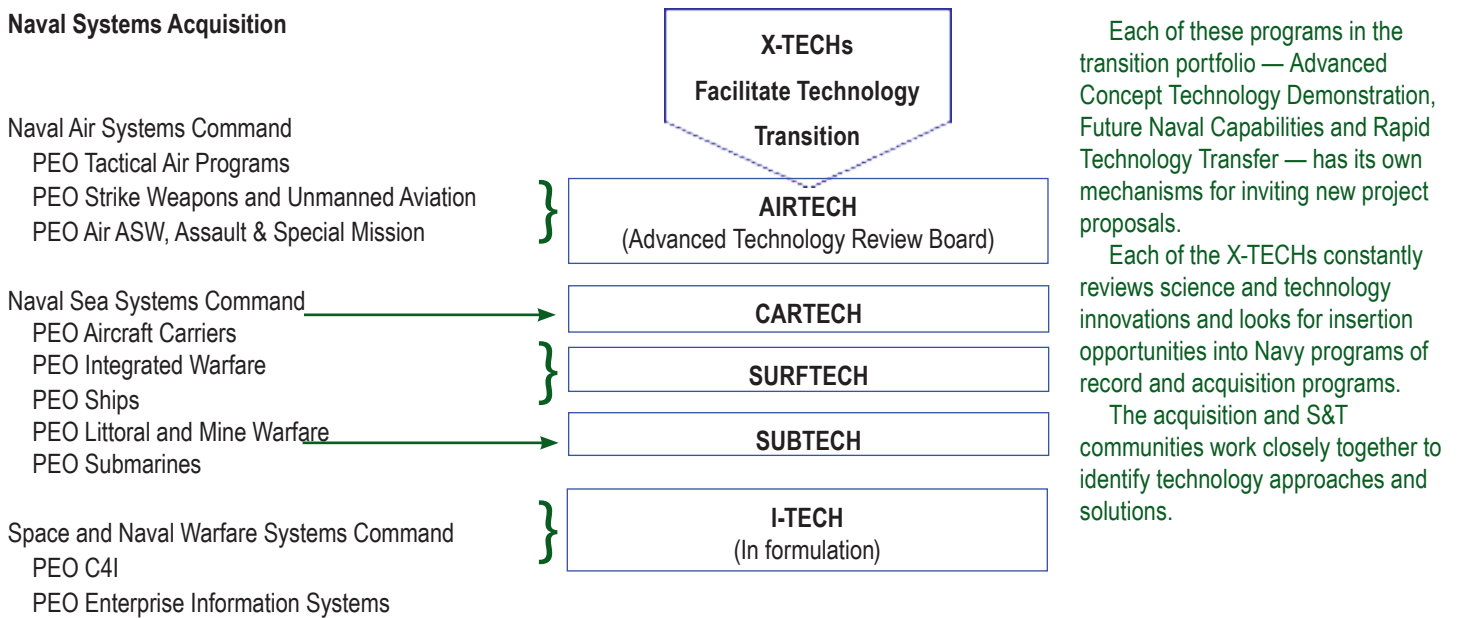 Naval Systems Acquisition
Naval Air Systems Command
PEO Tactical Air Programs
PEO Strike Weapons and Unmanned Aviation
PEO Air ASW, Assault & Special Mission
Naval Sea Systems Command
PEO Aircraft Carriers
PEO Integrated Warfare
PEO Ships
PEO Littoral and Mine Warfare
PEO Submarines
Space and Naval Warfare Systems Command
PEO C4I
PEO Enterprise Information Systems
X-TECHs
Facilitate Technology
Transition
AIRTECH
(Advanced Technology Review Board)
CARTECH
SURFTECH
SUBTECH
I-TECH
(In formulation)
Each of these programs in the
transition portfolio — Advanced
Concept Technology Demonstration,
Future Naval Capabilities and Rapid
Technology Transfer — has its own
mechanisms for inviting new project
proposals.
Each of the X-TECHs constantly
reviews science and technology
innovations and looks for insertion
opportunities into Navy programs of
record and acquisition programs.
The acquisition and S&T
communities work closely together to
identify technology approaches and
solutions.